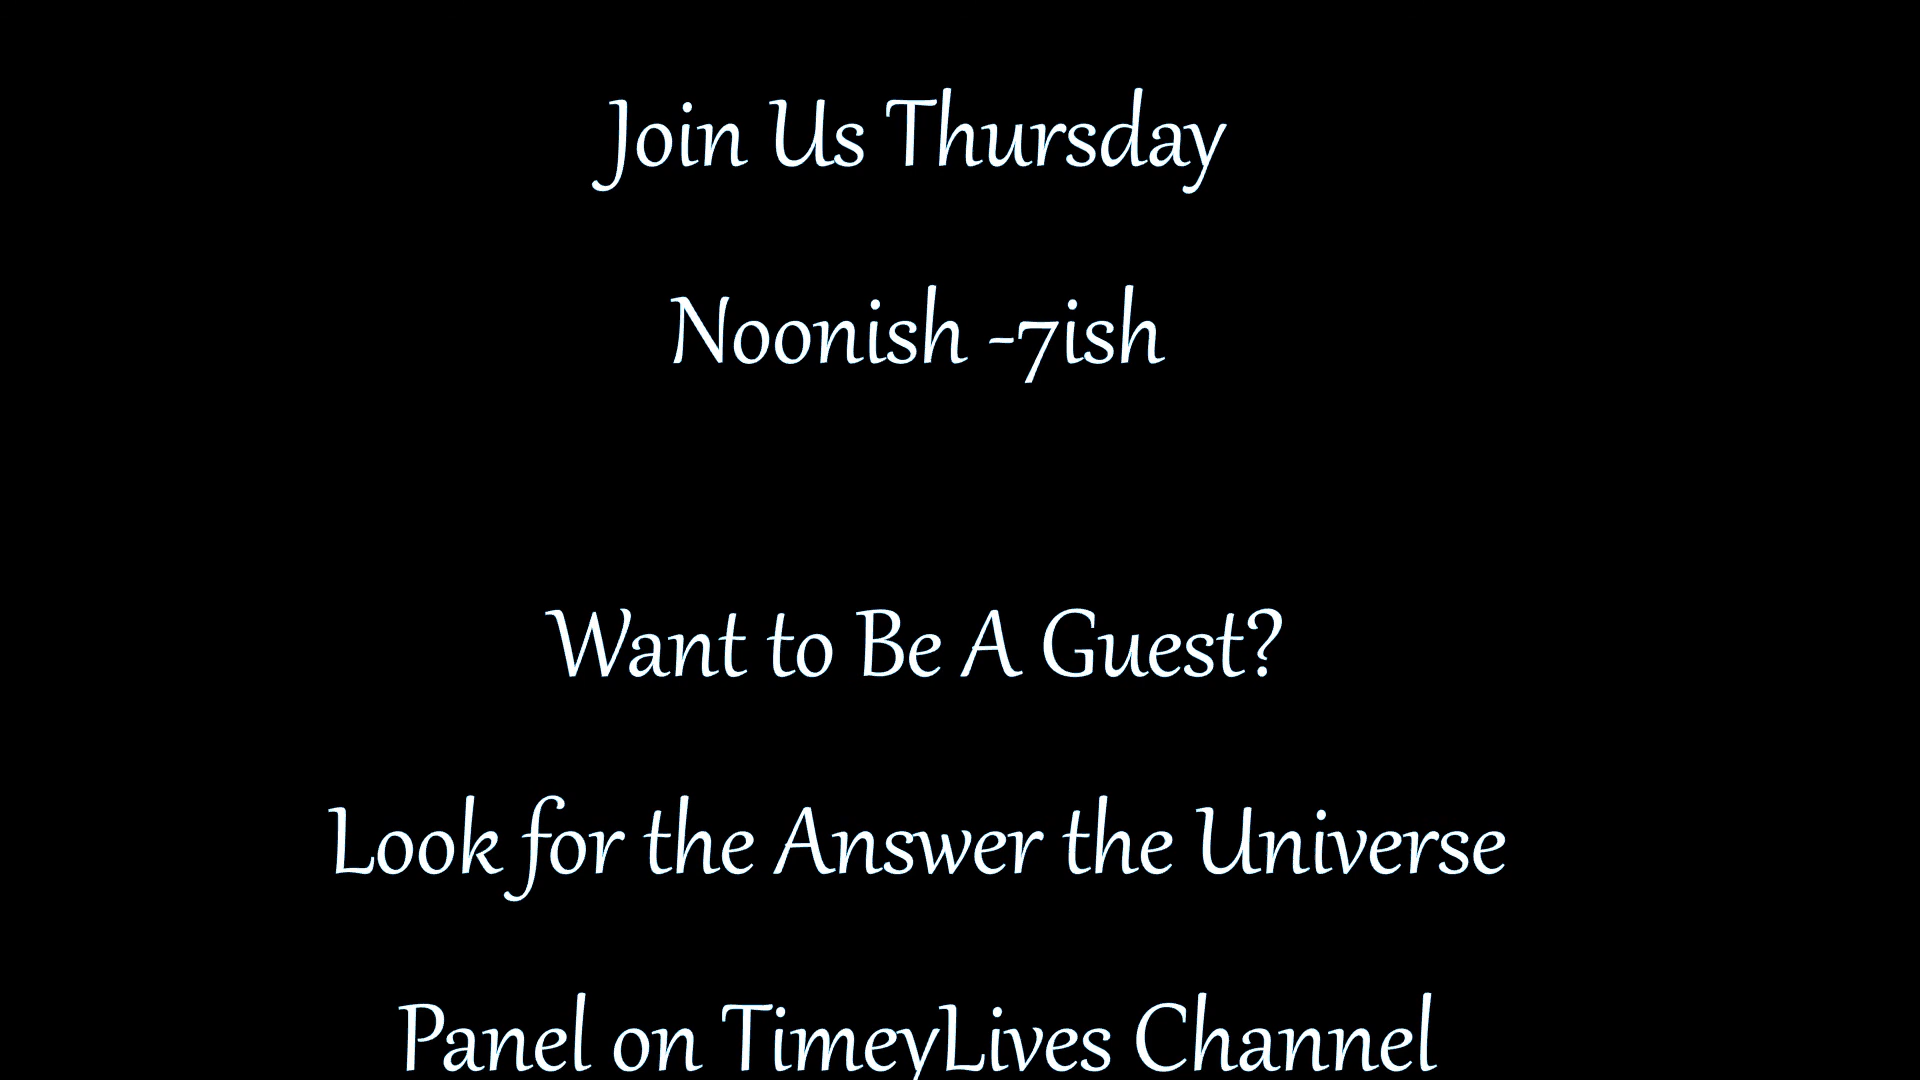 Join Us Thursday
Noonish -7ish
Want to Be A Guest?
Look for the Answer the Universe
Panel on TimeyLives Channel